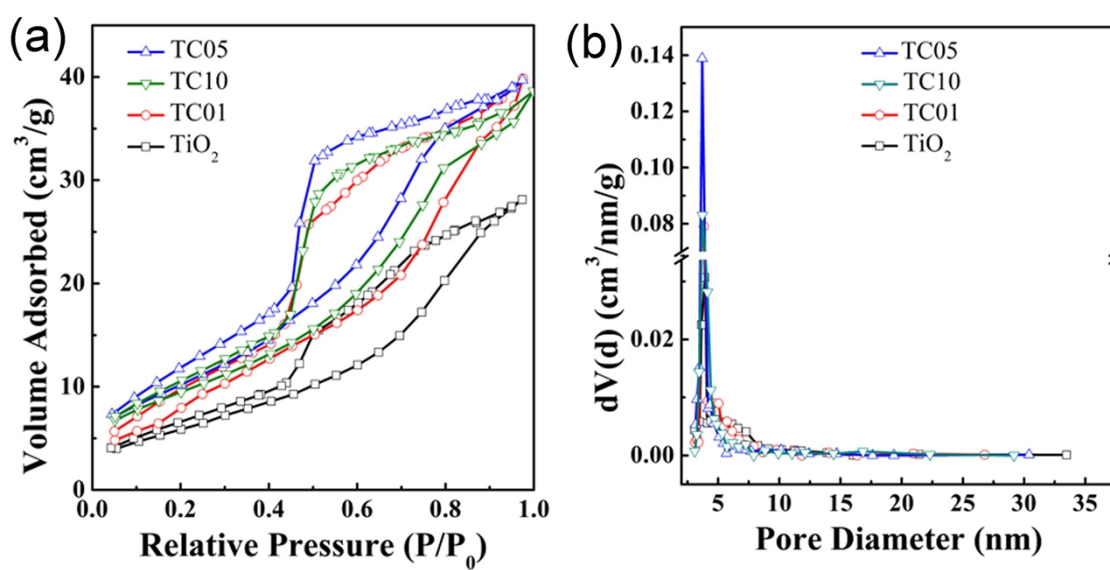 (a)
TC05
TC10
TC01
TiO₂
Volume Adsorbed (cm³/g)
40
30
20
10
0
0.0 0.2 0.4 0.6 0.8 1.0
Relative Pressure (P/P₀)
(b)
TC05
TC10
TC01
TiO₂
dV(d) (cm³/nm/g)
0.14
0.12
0.10
0.08
0.02
0.00
5 10 15 20 25 30 35
Pore Diameter (nm)